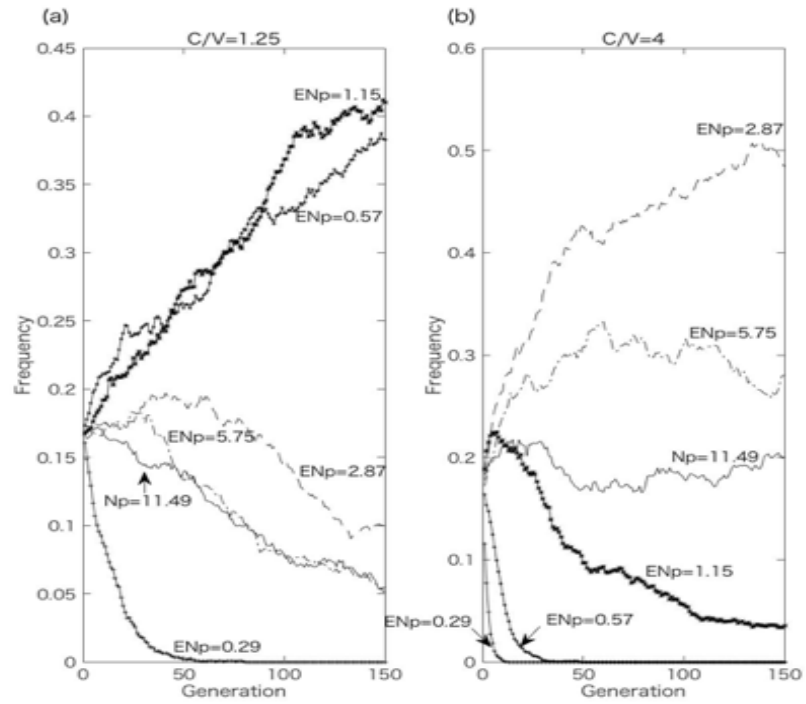 (a)
C/V=1.25
0.45
0.4
0.35
0.3
0.25
0.2
0.15
0.1
0.05
0
Frequency
ENp=1.15
ENp=0.57
ENp=5.75
ENp=2.87
Np=11.49
ENp=0.29
0 50 100 150
Generation
(b)
C/V=4
0.6
0.5
0.4
0.3
0.2
0.1
0
Frequency
ENp=2.87
ENp=5.75
Np=11.49
ENp=1.15
ENp=0.29
ENp=0.57
0 50 100 150
Generation